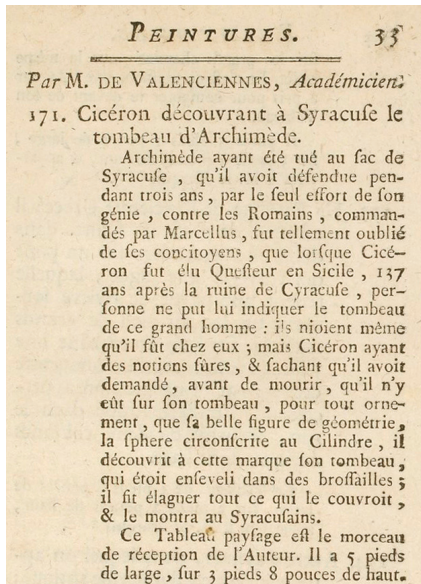 PEINTURES. 33
Par M. DE VALENCIENNES, Académicien.
171. Cicéron découvrant à Syracuſe le
tombeau d'Archimède.
Archimède ayant été tué au ſac de
Syracuſe , qu'il avoit défendue pen-
dant trois ans, par le ſeul effort de ſon
génie , contre les Romains , comman-
dés par Marcellus, fut tellement oublié
de ſes concitoyens , que lorſque Cicé-
ron fut élu Queſteur en Sicile , 137
ans après la ruine de Cyracuſe , per-
ſonne ne put lui indiquer le tombeau
de ce grand homme : ils nioient même
qu'il fût chez eux ; mais Cicéron ayant
des notions ſûres, & ſachant qu'il avoit
demandé, avant de mourir, qu'il n'y
eût ſur ſon tombeau , pour tout orne-
ment, que ſa belle figure de géométrie,
la ſphere circonſcrite au Cilindre, il
découvrit à cette marque ſon tombeau,
qui étoit enſeveli dans des broſſailles ;
il fit élaguer tout ce qui le couvroit ,
& le montra au Syracuſains.
Ce Tableau payſage eſt le morceau
de réception de l'Auteur. Il a 5 pieds
de large , ſur 3 pieds 8 pouces de haut.